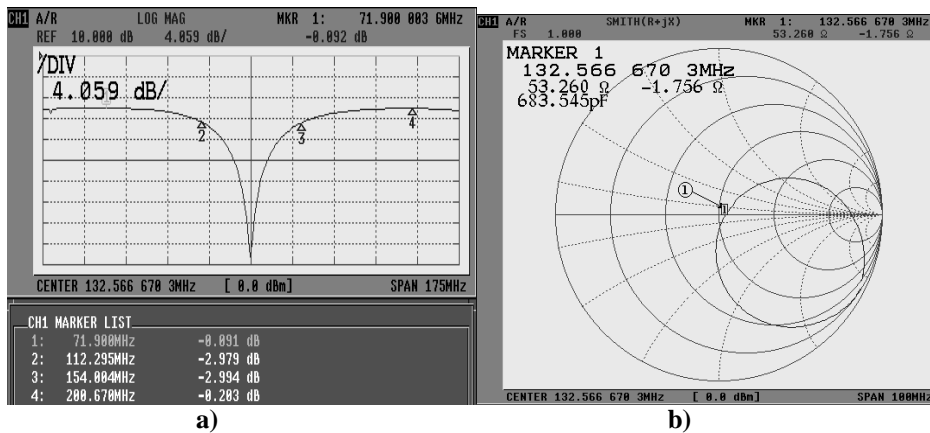 CH1 A/R LOG MAG MKR 1: 71.900 003 6MHz
REF 10.000 dB 4.059 dB/ -0.092 dB
/DIV
4.059 dB/
2
3
4
CENTER 132.566 670 3MHz [ 0.0 dBm] SPAN 175MHz
CH1 MARKER LIST
1: 71.900MHz -0.091 dB
2: 112.295MHz -2.979 dB
3: 154.004MHz -2.994 dB
4: 200.670MHz -0.203 dB
a)
CH1 A/R SMITH(R+jX) MKR 1: 132.566 670 3MHz
FS 1.000 53.260 Ω -1.756 Ω
MARKER 1
132.566 670 3MHz
53.260 Ω -1.756 Ω
683.545pF
1
1
CENTER 132.566 670 3MHz [ 0.0 dBm] SPAN 100MHz
b)